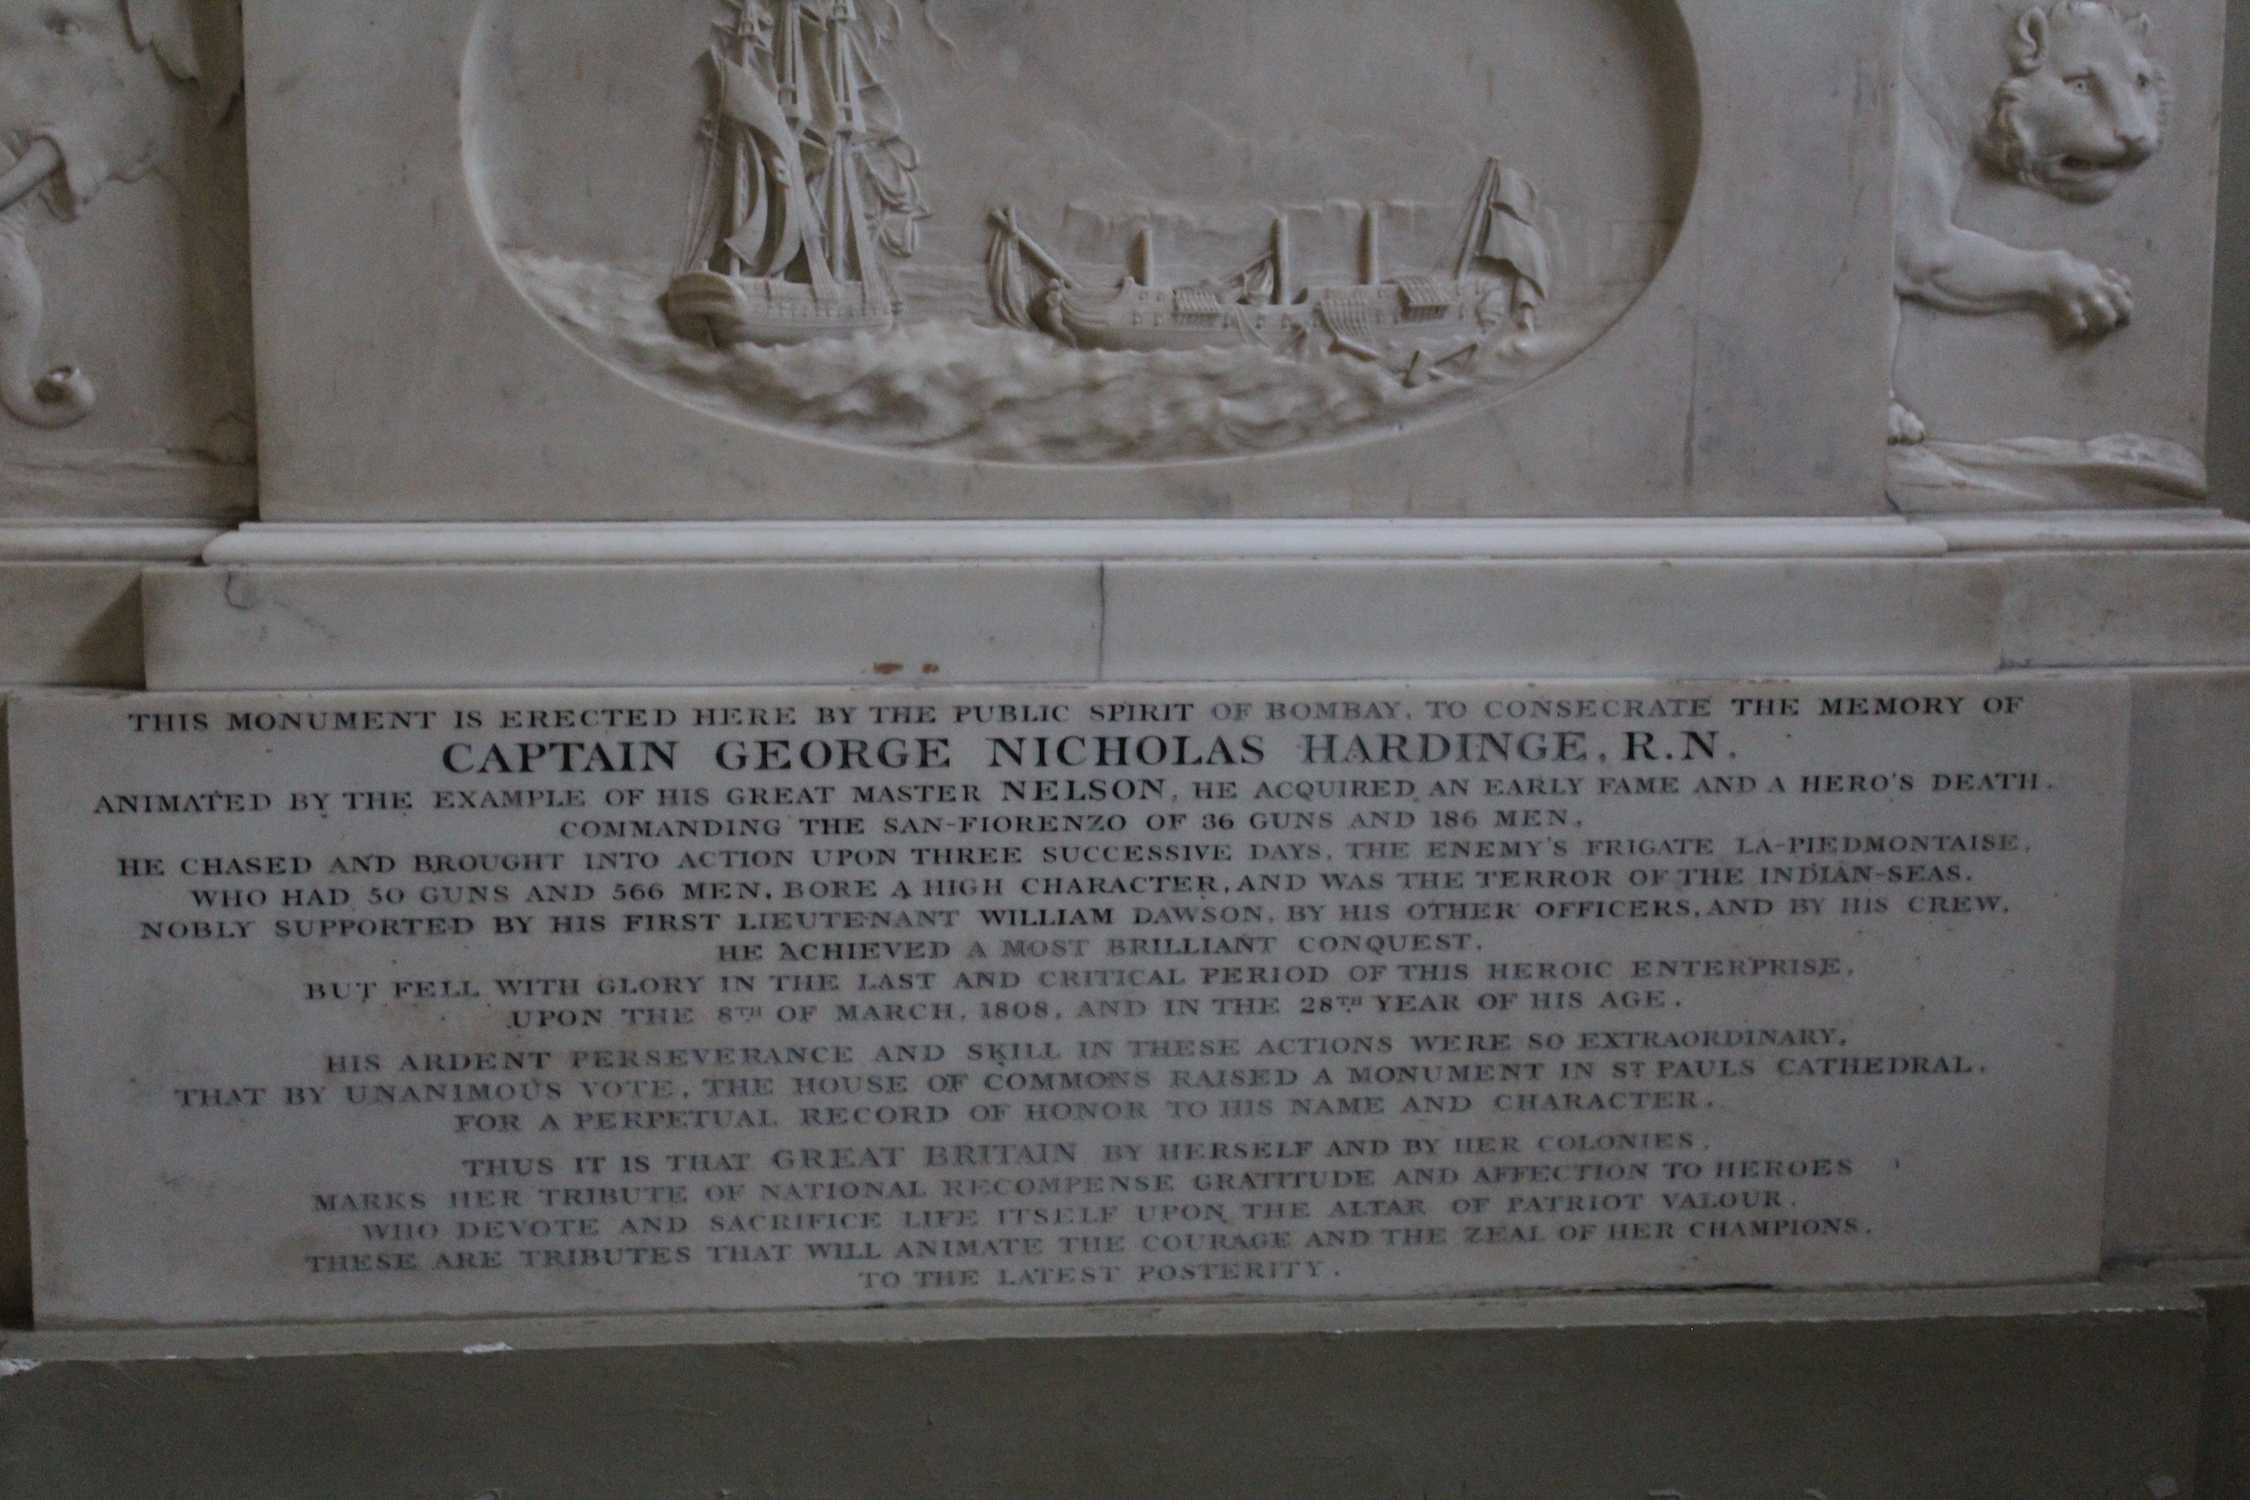 THIS MONUMENT IS ERECTED HERE BY THE PUBLIC SPIRIT OF BOMBAY, TO CONSECRATE THE MEMORY OF
CAPTAIN GEORGE NICHOLAS HARDINGE, R.N.
ANIMATED BY THE EXAMPLE OF HIS GREAT MASTER NELSON, HE ACQUIRED AN EARLY FAME AND A HERO'S DEATH.
COMMANDING THE SAN-FIORENZO OF 36 GUNS AND 186 MEN,
HE CHASED AND BROUGHT INTO ACTION UPON THREE SUCCESSIVE DAYS, THE ENEMY'S FRIGATE LA-PIEDMONTAISE,
WHO HAD 50 GUNS AND 566 MEN, BORE A HIGH CHARACTER, AND WAS THE TERROR OF THE INDIAN-SEAS.
NOBLY SUPPORTED BY HIS FIRST LIEUTENANT WILLIAM DAWSON, BY HIS OTHER OFFICERS, AND BY HIS CREW,
HE ACHIEVED A MOST BRILLIANT CONQUEST.
BUT FELL WITH GLORY IN THE LAST AND CRITICAL PERIOD OF THIS HEROIC ENTERPRISE,
UPON THE 8TH OF MARCH, 1808, AND IN THE 28TH YEAR OF HIS AGE.
HIS ARDENT PERSEVERANCE AND SKILL IN THESE ACTIONS WERE SO EXTRAORDINARY,
THAT BY UNANIMOUS VOTE, THE HOUSE OF COMMONS RAISED A MONUMENT IN ST PAULS CATHEDRAL,
FOR A PERPETUAL RECORD OF HONOR TO HIS NAME AND CHARACTER.
THUS IT IS THAT GREAT BRITAIN BY HERSELF AND BY HER COLONIES,
MARKS HER TRIBUTE OF NATIONAL RECOMPENSE GRATITUDE AND AFFECTION TO HEROES
WHO DEVOTE AND SACRIFICE LIFE ITSELF UPON THE ALTAR OF PATRIOT VALOUR.
THESE ARE TRIBUTES THAT WILL ANIMATE THE COURAGE AND THE ZEAL OF HER CHAMPIONS,
TO THE LATEST POSTERITY.